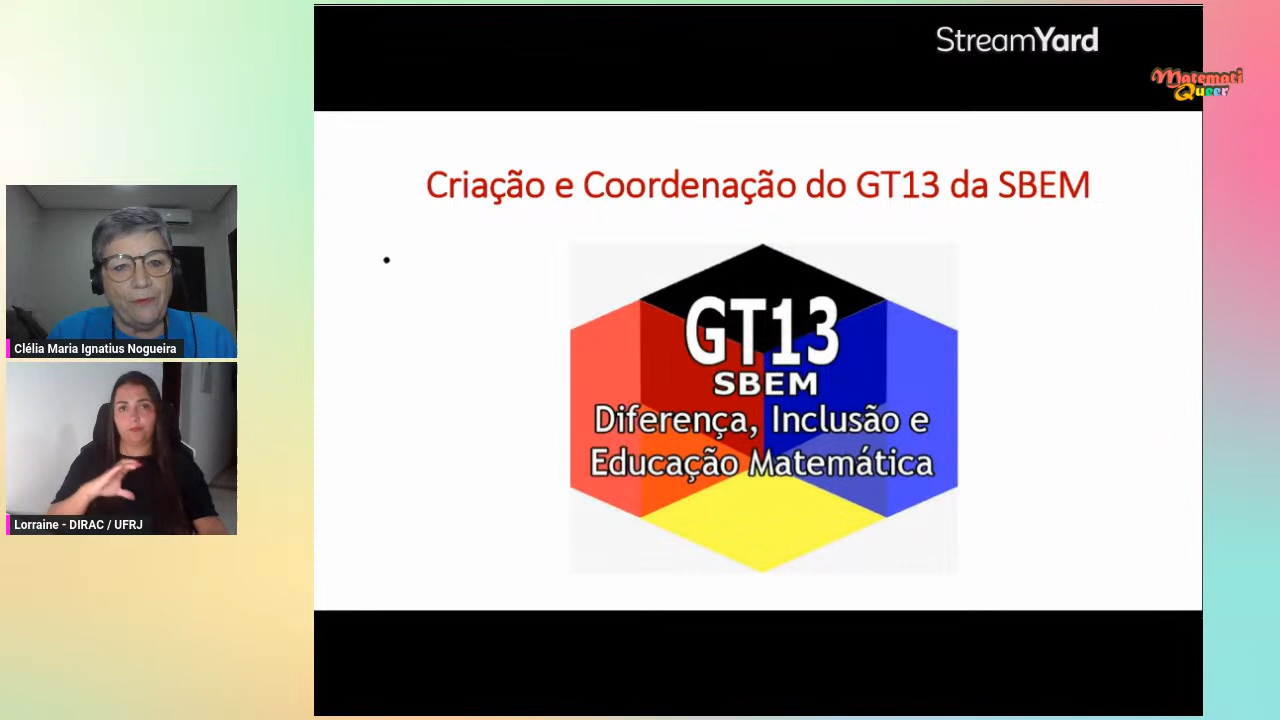 StreamYard
Matemati
Queer
Criação e Coordenação do GT13 da SBEM
•
GT13
SBEM
Diferença, Inclusão e
Educação Matemática
Clélia Maria Ignatius Nogueira
Lorraine - DIRAC / UFRJ